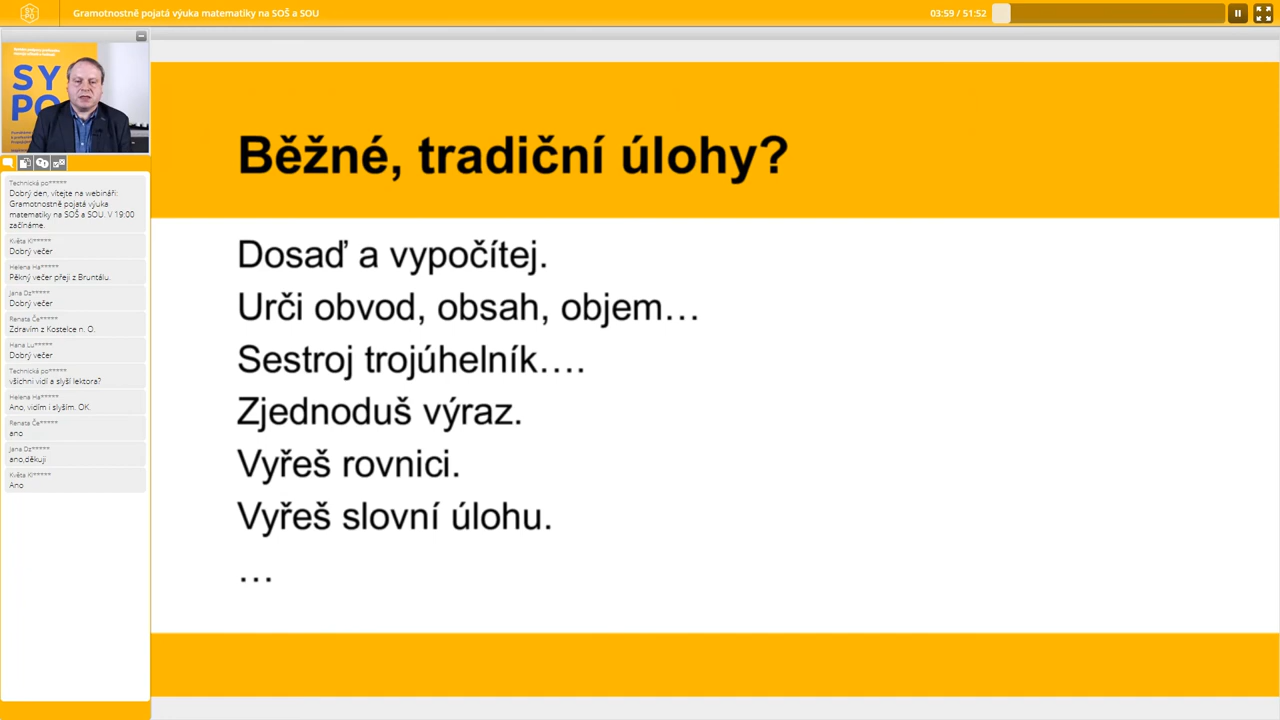 Gramotnostně pojatá výuka matematiky na SOŠ a SOU
03:59 / 51:52
SY
PO
Technická po*****
Dobrý den, vítejte na webináři:
Gramotnostně pojatá výuka
matematiky na SOŠ a SOU. V 19:00
začínáme.
Květa Kl*****
Dobrý večer
Helena Ha*****
Pěkný večer přeji z Bruntálu.
Jana Dz*****
Dobrý večer
Renata Če*****
Zdravím z Kostelce n. O.
Hana Lu*****
Dobrý večer
Technická po*****
všichni vidí a slyší lektora?
Helena Ha*****
Ano, vidím i slyším. OK.
Renata Če*****
ano
Jana Dz*****
ano,děkuji
Květa Kl*****
Ano
Běžné, tradiční úlohy?
Dosaď a vypočítej.
Urči obvod, obsah, objem…
Sestroj trojúhelník….
Zjednoduš výraz.
Vyřeš rovnici.
Vyřeš slovní úlohu.
…